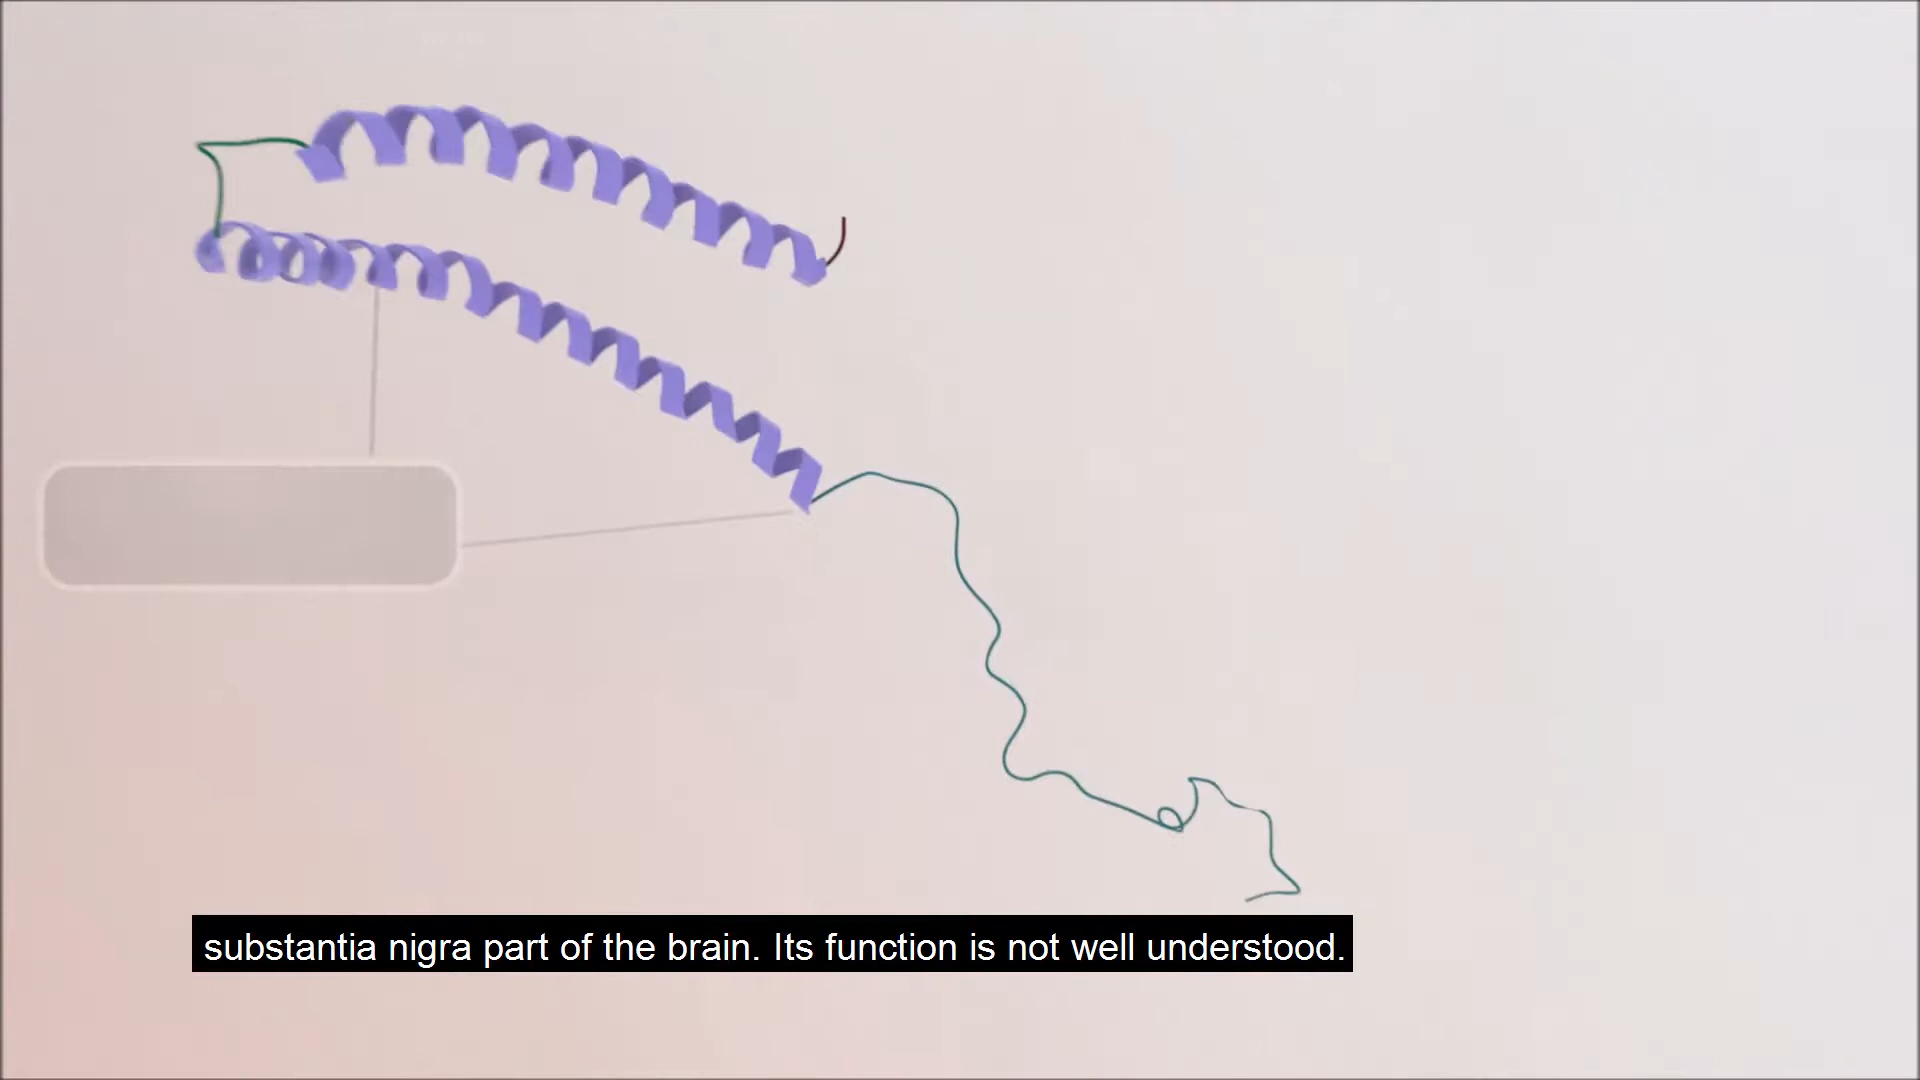 substantia nigra part of the brain. Its function is not well understood.